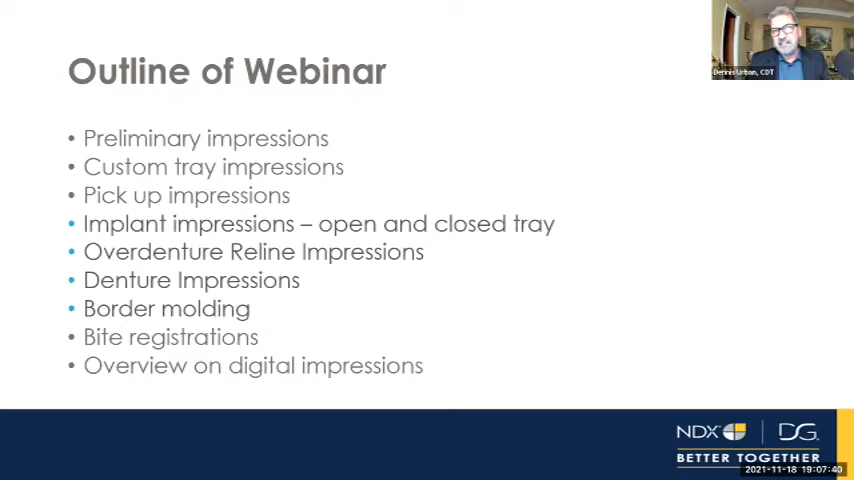 Dennis Urban, CDT
Outline of Webinar
• Preliminary impressions
• Custom tray impressions
• Pick up impressions
• Implant impressions – open and closed tray
• Overdenture Reline Impressions
• Denture Impressions
• Border molding
• Bite registrations
• Overview on digital impressions
NDX | DG.
BETTER TOGETHER
2021-11-18 19:07:40